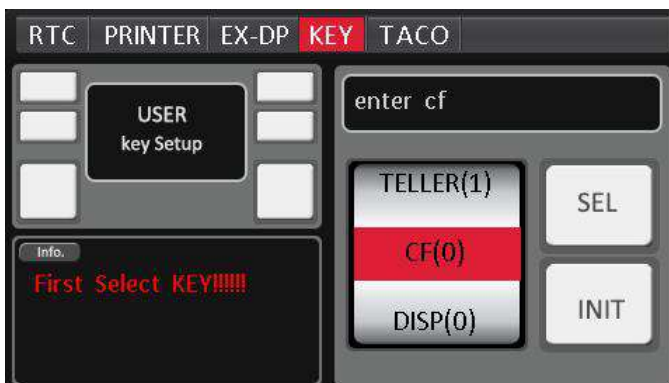 RTC PRINTER EX-DP KEY TACO
USER
key Setup
Info.
First Select KEY!!!!!!
enter cf
TELLER(1)
CF(0)
DISP(0)
SEL
INIT